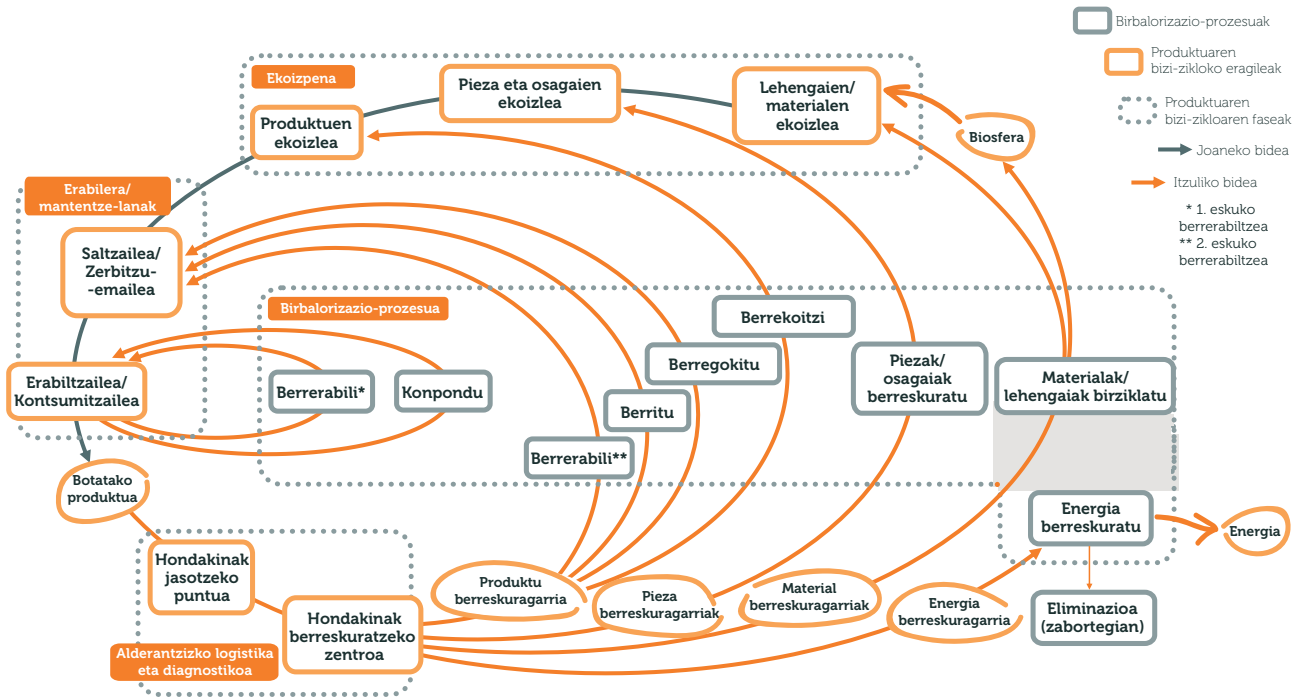 Birbalorizazio-prozesuak
Produktuaren
bizi-zikloko eragileak
Produktuaren
bizi-zikloaren faseak
Joaneko bidea
Itzuliko bidea
* 1. eskuko
berrerabiltzea
** 2. eskuko
berrerabiltzea
Ekoizpena
Pieza eta osagaien
ekoizlea
Lehengaien/
materialen
ekoizlea
Produktuen
ekoizlea
Biosfera
Erabilera/
mantentze-lanak
Saltzailea/
Zerbitzu-
-emailea
Birbalorizazio-prozesua
Berrekoitzi
Berregokitu
Piezak/
osagaiak
berreskuratu
Materialak/
lehengaiak birziklatu
Erabiltzailea/
Kontsumitzailea
Berrerabili*
Konpondu
Berritu
Berrerabili**
Botatako
produktua
Energia
berreskuratu
Energia
Hondakinak
jasotzeko
puntua
Produktu
berreskuragarria
Pieza
berreskuragarriak
Material
berreskuragarriak
Energia
berreskuragarria
Eliminazioa
(zabortegian)
Hondakinak
berreskuratzeko
zentroa
Alderantzizko logistika
eta diagnostikoa